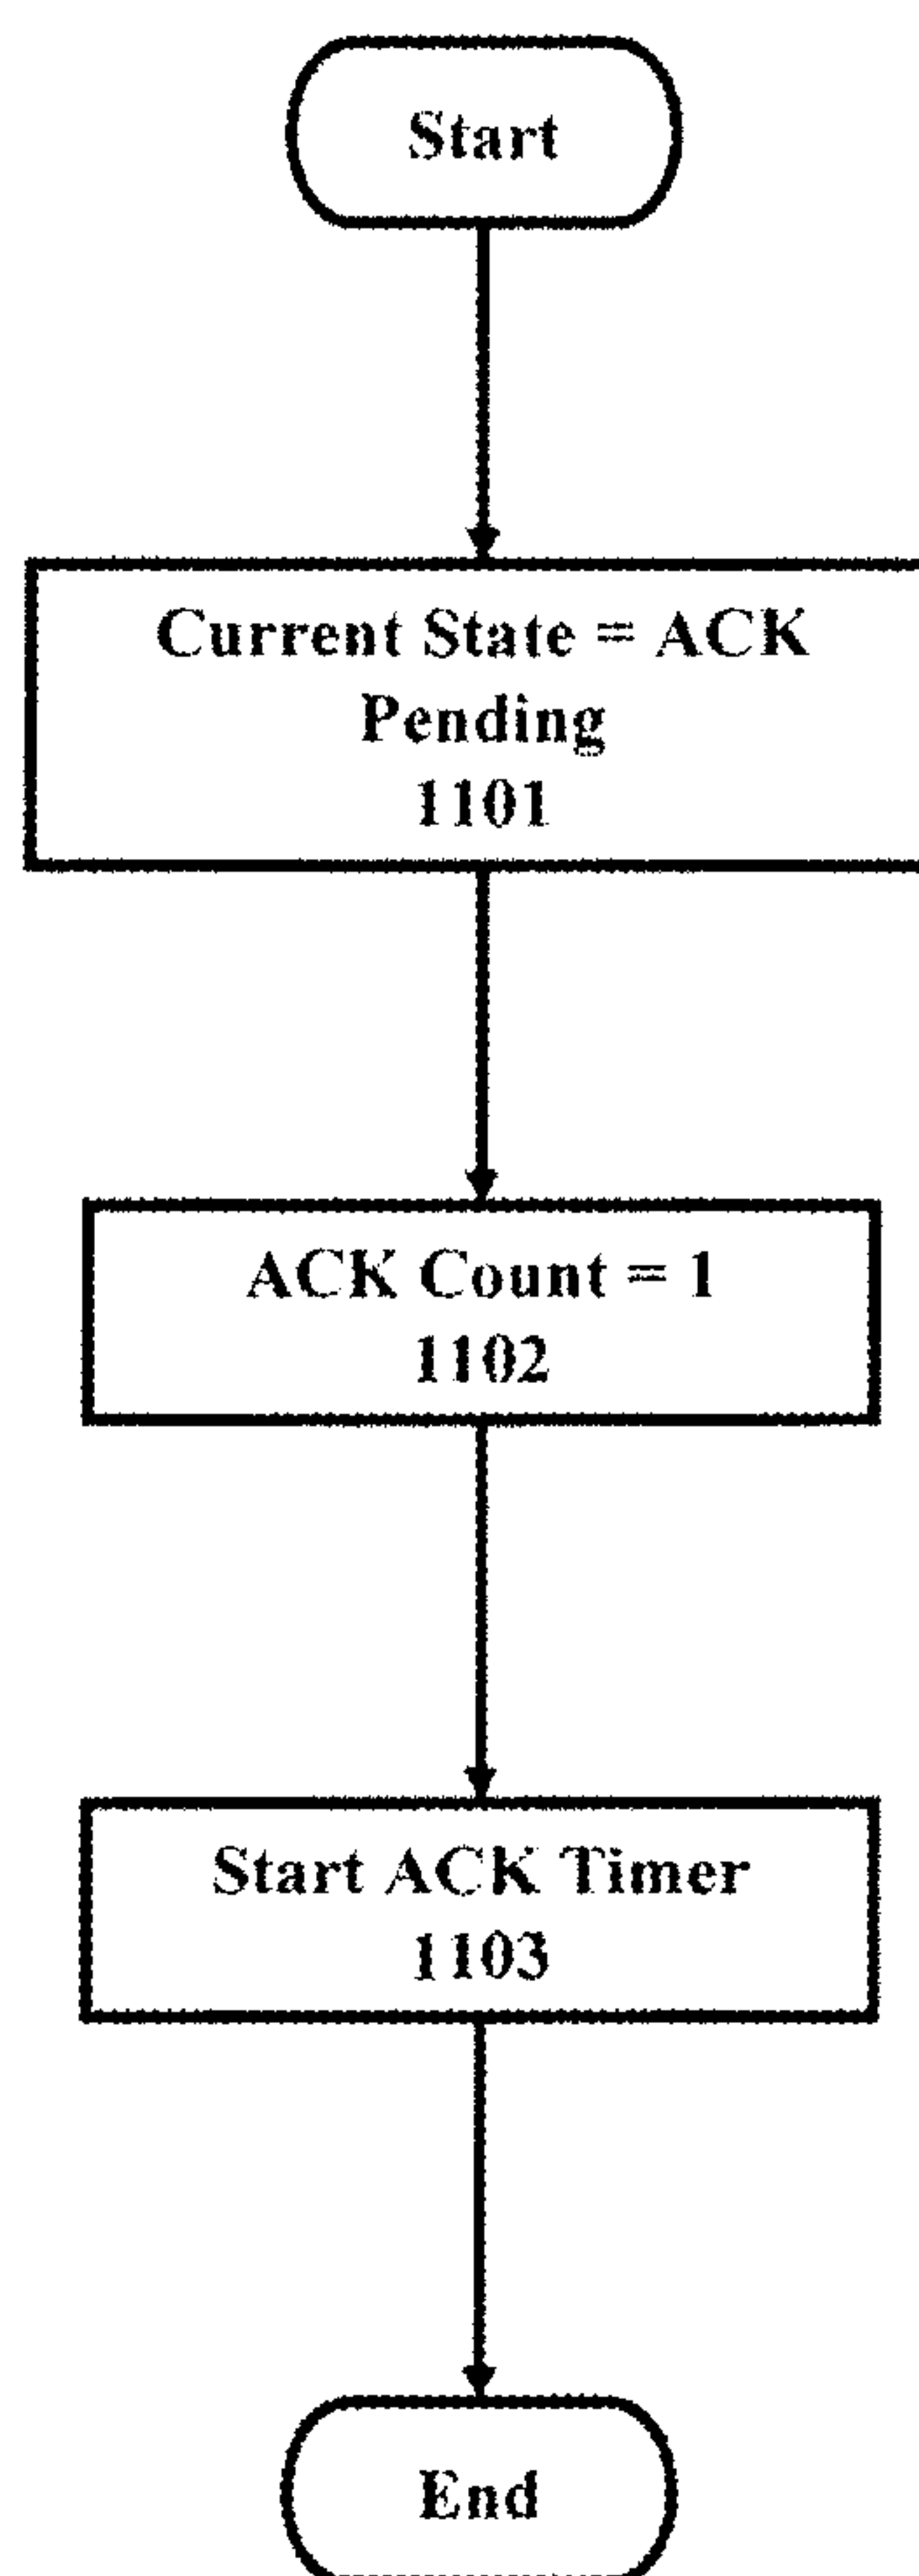 Start
Current State = ACK
Pending
1101
ACK Count = 1
1102
Start ACK Timer
1103
End